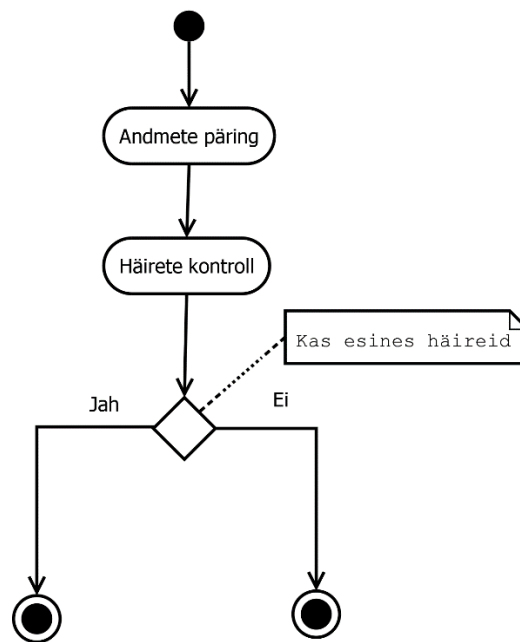 Andmete päring
Häirete kontroll
Kas esines häireid
Jah
Ei